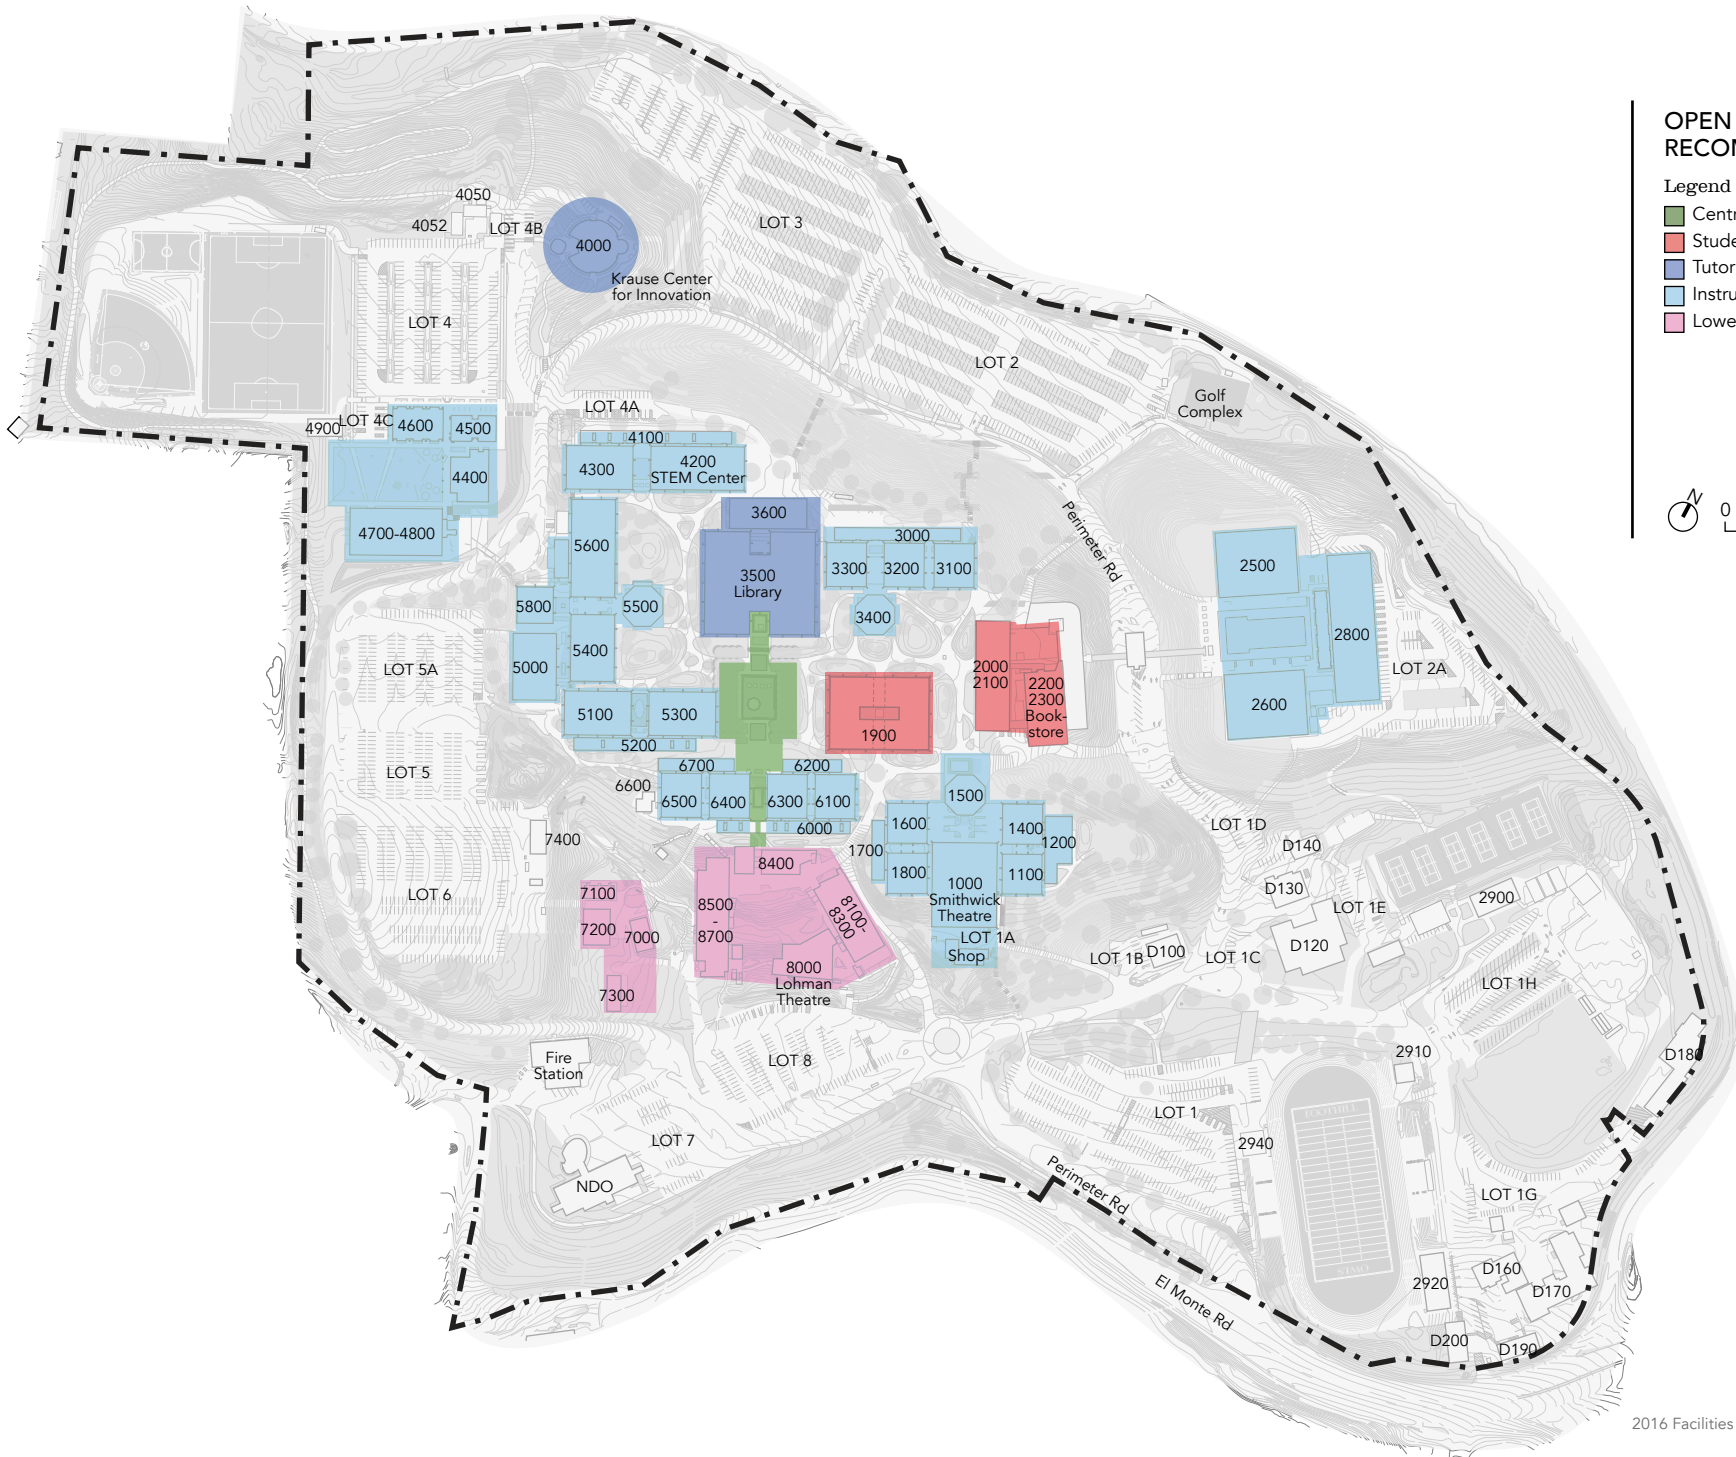 OPEN
RECOM
Legend
Centr
Stude
Tutor
Instru
Lowe
N
0
4050
4052
LOT 4B
4000
Krause Center
for Innovation
LOT 3
LOT 4
LOT 2
Golf
Complex
LOT 4A
4900
LOT 4C
4600
4500
4100
4300
4200
STEM Center
4400
4700-4800
3600
5600
3000
3300
3200
3100
3500
Library
Perimeter Rd
2500
5800
5500
3400
2800
5400
5000
LOT 5A
2000
2100
2200
2300
Book-
store
LOT 2A
2600
5100
5300
1900
5200
6700
6200
LOT 5
6600
6500
6400
6300
6100
6000
1500
1600
1400
1200
LOT 1D
7400
1700
1800
1100
D140
8400
1000
Smithwick
Theatre
D130
LOT 6
7100
7200
7000
8500
-
8700
8100-
8300
LOT 1E
2900
LOT 1A
Shop
LOT 1B
D100
LOT 1C
D120
8000
Lohman
Theatre
7300
LOT 1H
Fire
Station
LOT 8
2910
D180
LOT 1
FOOTHILL
2940
LOT 7
NDO
Perimeter Rd
LOT 1G
OWLS
El Monte Rd
2920
D160
D170
D200
D190
2016 Facilities